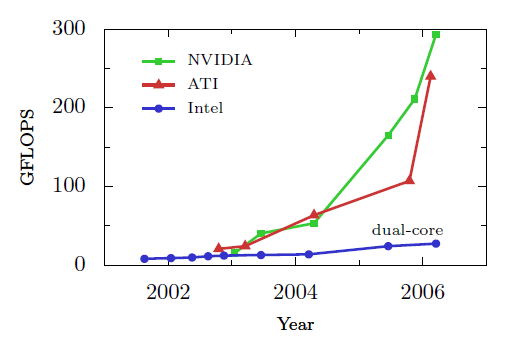 300
NVIDIA
ATI
200
Intel
GFLOPS
100
dual-core
0
2002 2004 2006
Year